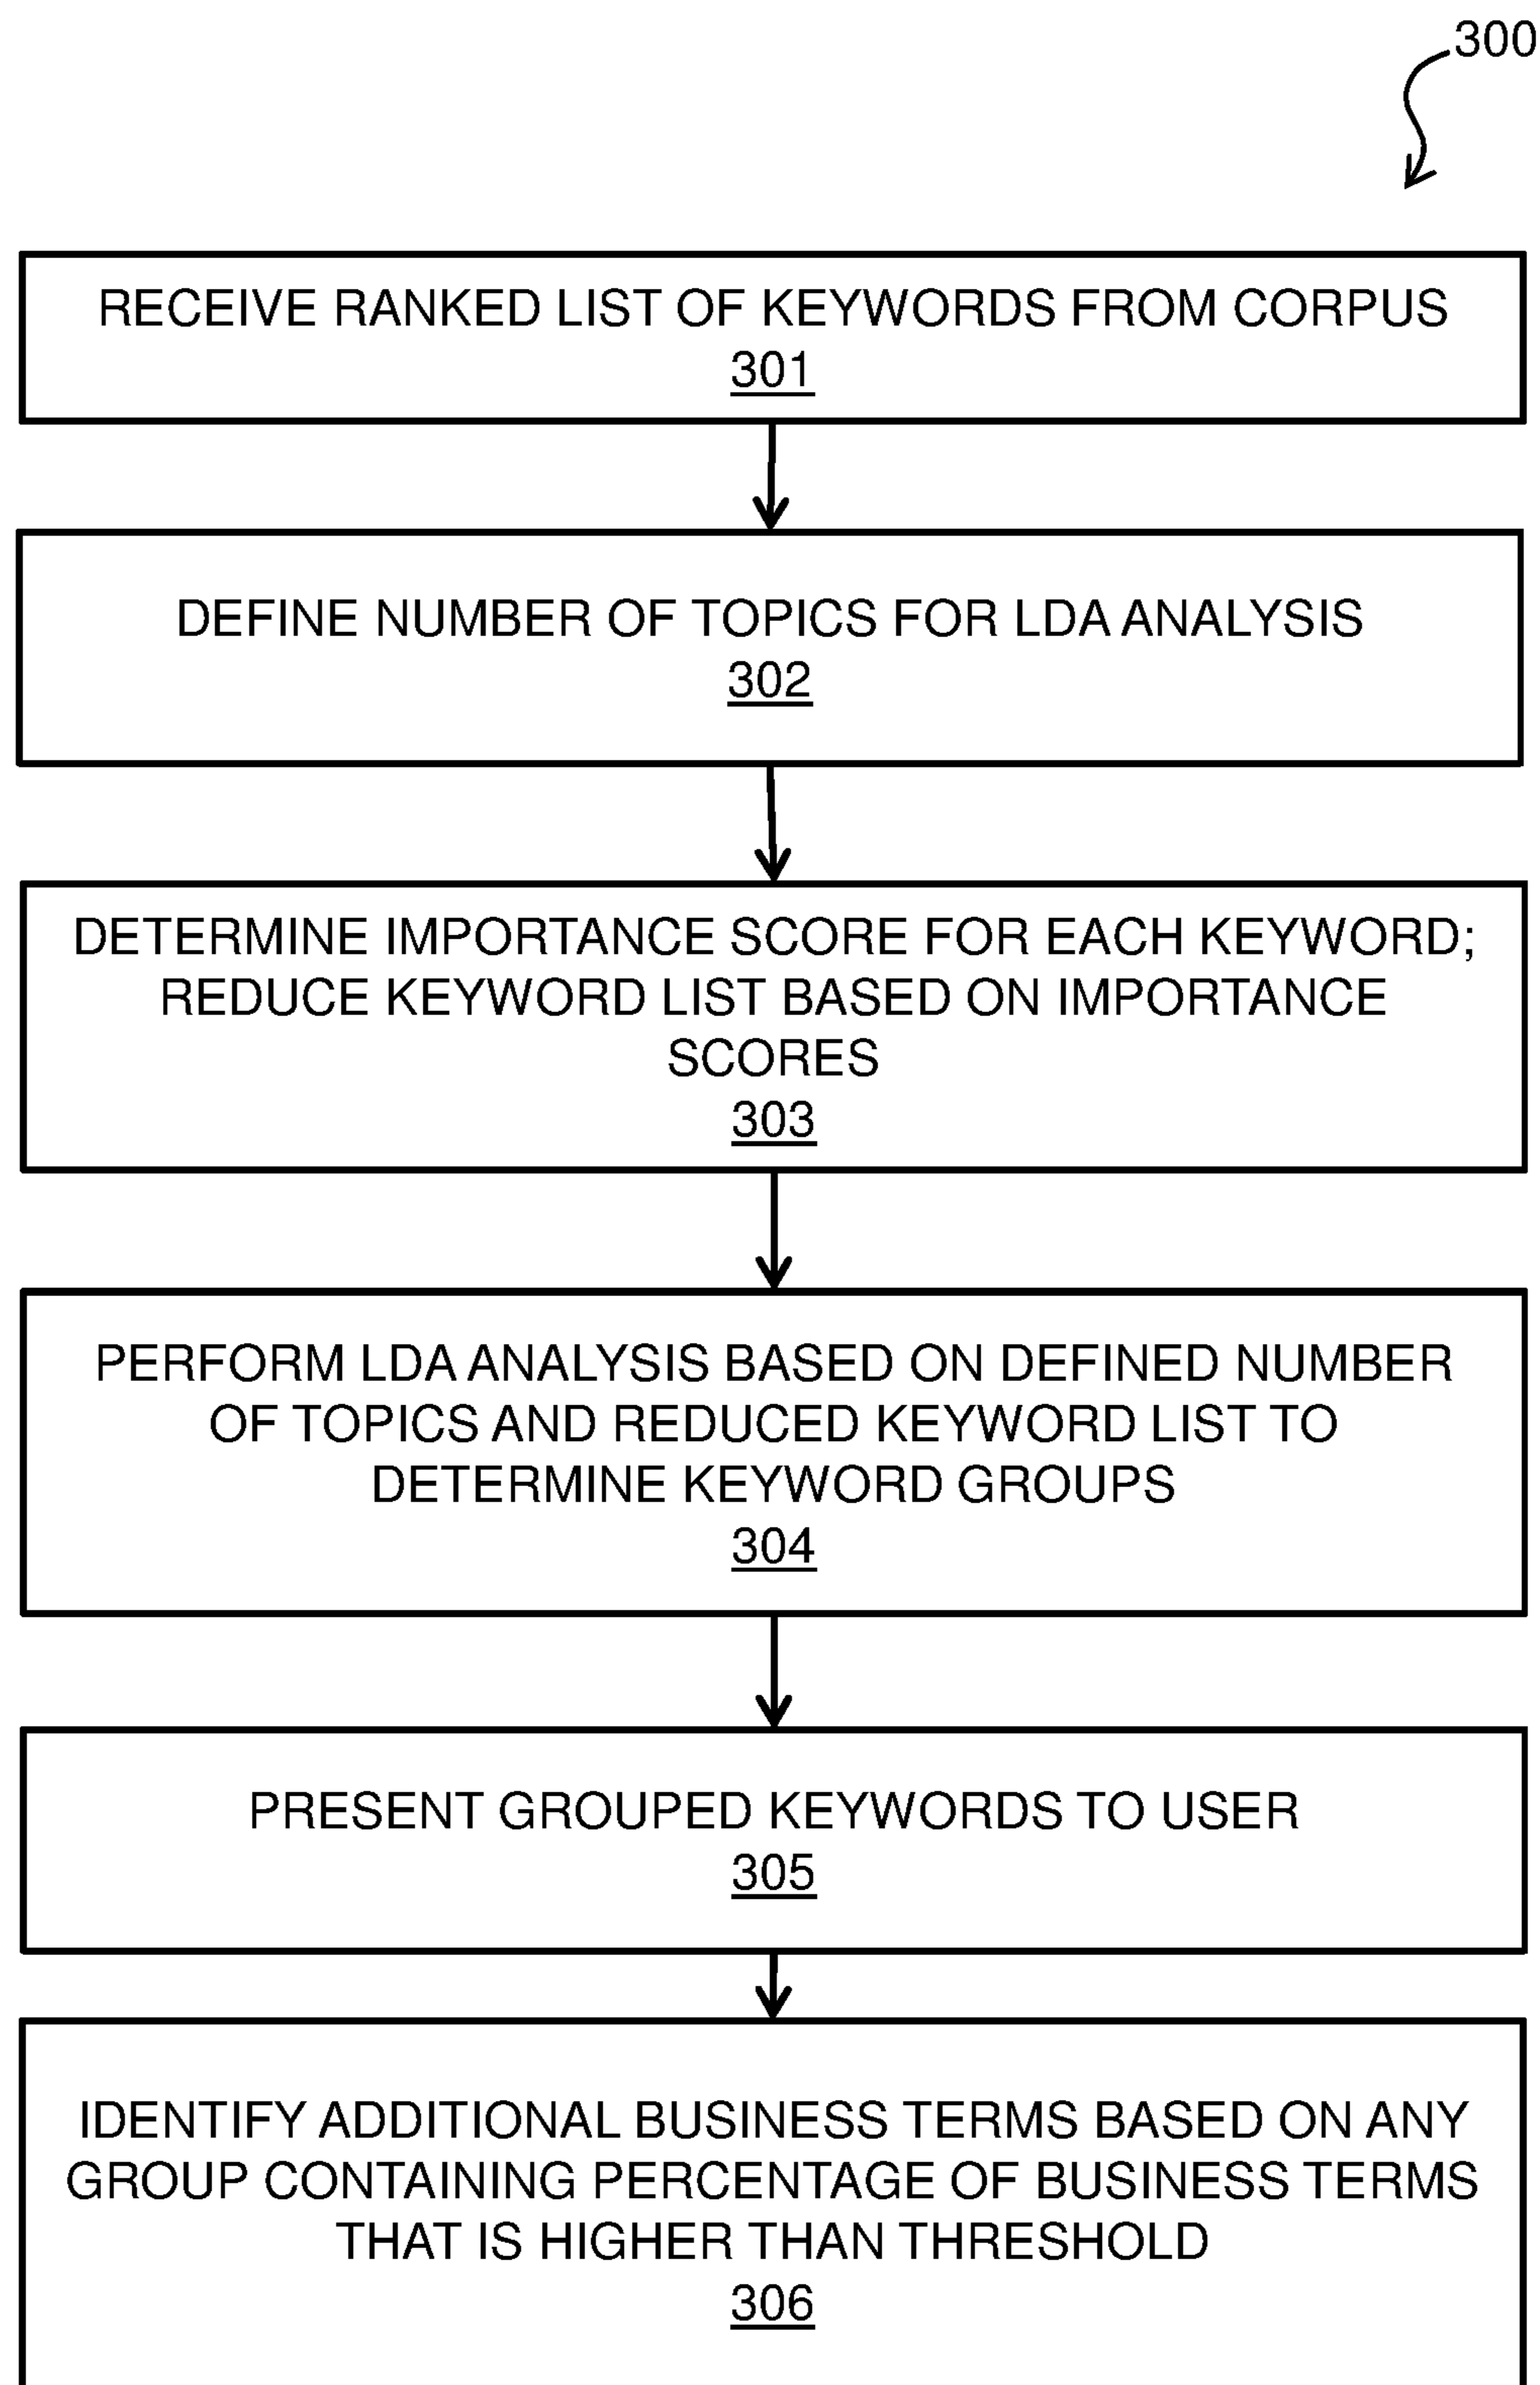 300
RECEIVE RANKED LIST OF KEYWORDS FROM CORPUS
301
DEFINE NUMBER OF TOPICS FOR LDA ANALYSIS
302
DETERMINE IMPORTANCE SCORE FOR EACH KEYWORD;
REDUCE KEYWORD LIST BASED ON IMPORTANCE
SCORES
303
PERFORM LDA ANALYSIS BASED ON DEFINED NUMBER
OF TOPICS AND REDUCED KEYWORD LIST TO
DETERMINE KEYWORD GROUPS
304
PRESENT GROUPED KEYWORDS TO USER
305
IDENTIFY ADDITIONAL BUSINESS TERMS BASED ON ANY
GROUP CONTAINING PERCENTAGE OF BUSINESS TERMS
THAT IS HIGHER THAN THRESHOLD
306